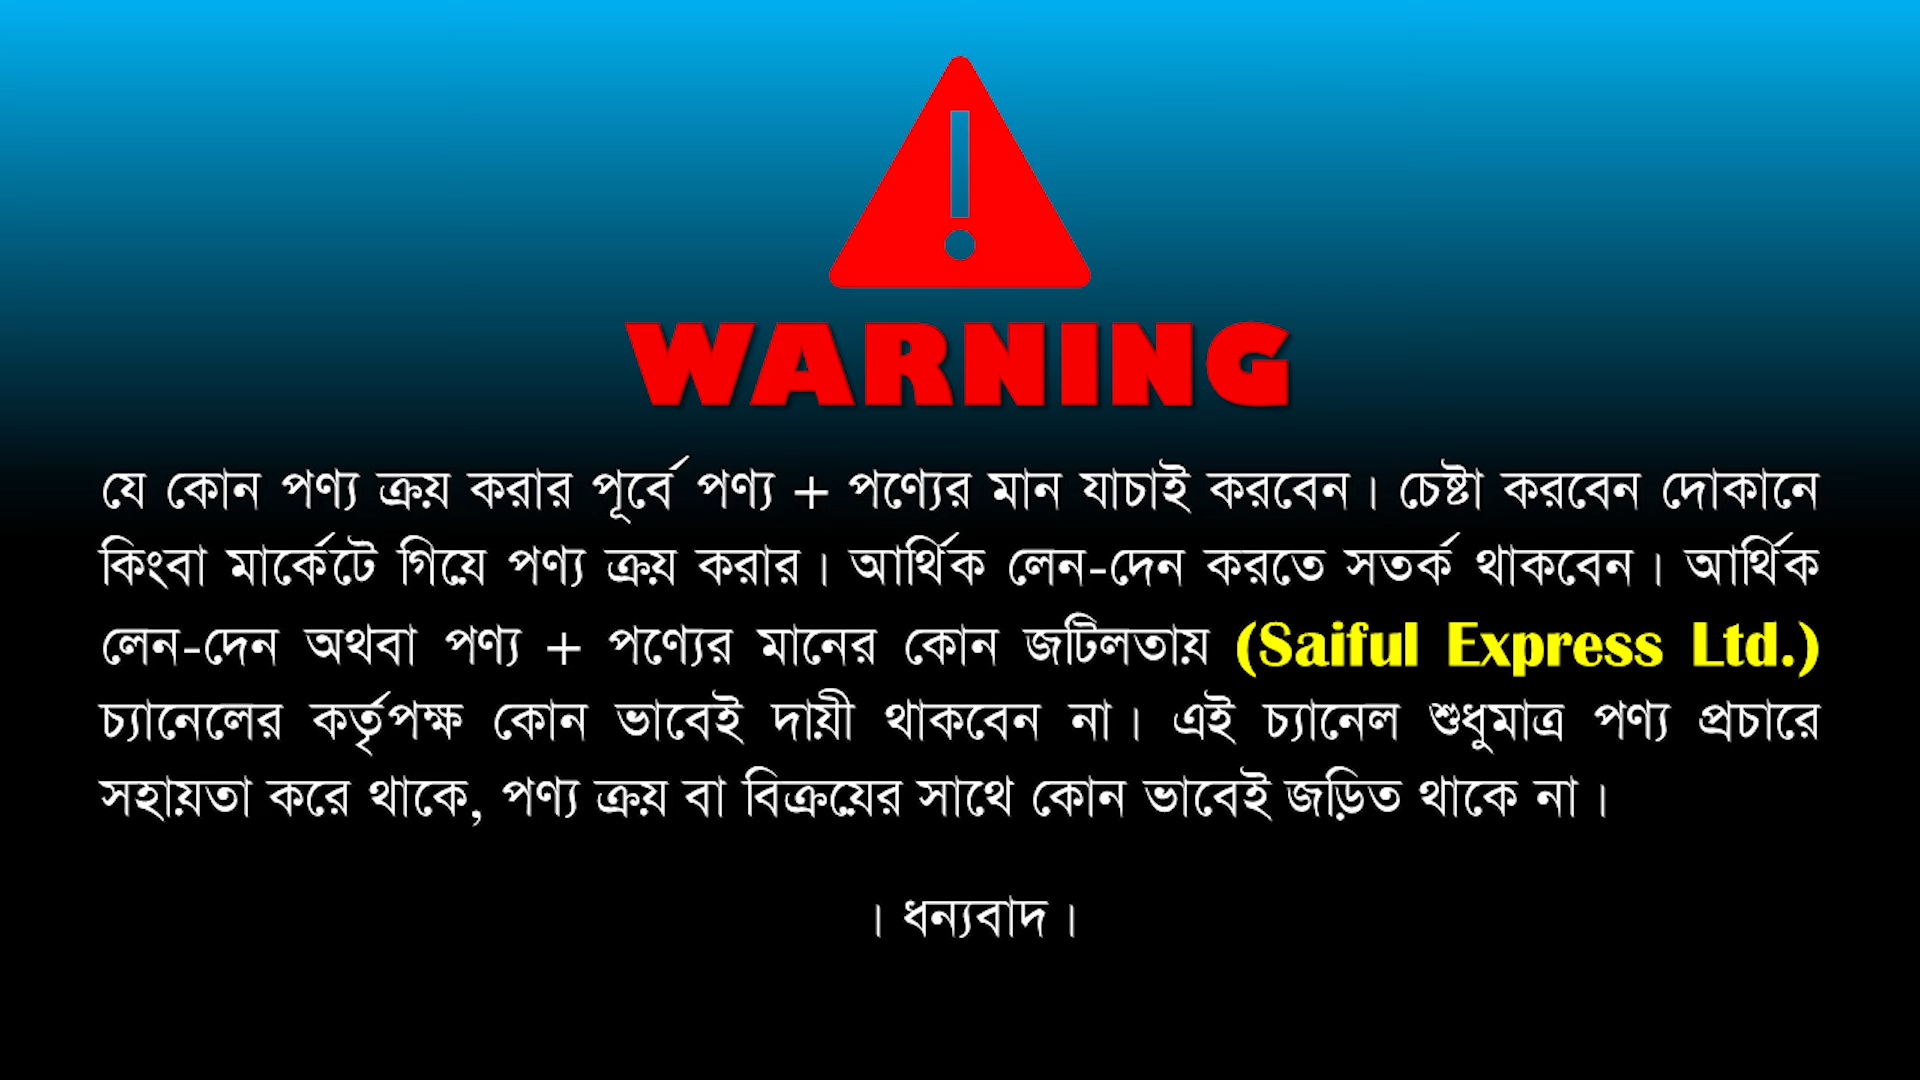 WARNING
যে কোন পণ্য ক্রয় করার পূর্বে পণ্য + পণ্যের মান যাচাই করবেন। চেষ্টা করবেন দোকানে
কিংবা মার্কেটে গিয়ে পণ্য ক্রয় করার। আর্থিক লেন-দেন করতে সতর্ক থাকবেন। আর্থিক
লেন-দেন অথবা পণ্য + পণ্যের মানের কোন জটিলতায় (Saiful Express Ltd.)
চ্যানেলের কর্তৃপক্ষ কোন ভাবেই দায়ী থাকবেন না। এই চ্যানেল শুধুমাত্র পণ্য প্রচারে
সহায়তা করে থাকে, পণ্য ক্রয় বা বিক্রয়ের সাথে কোন ভাবেই জড়িত থাকে না।
। ধন্যবাদ।